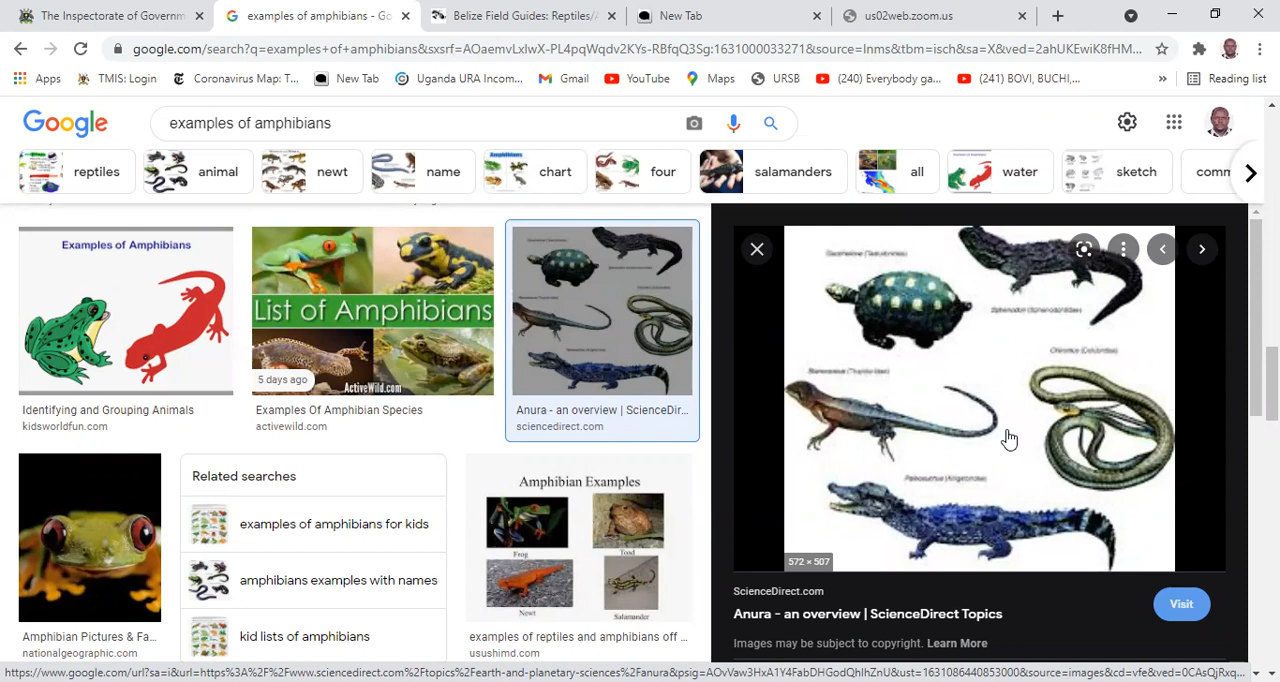 The Inspectorate of Governm
examples of amphibians - Go
Belize Field Guides: Reptiles/A
New Tab
us02web.zoom.us
google.com/search?q=examples+of+amphibians&sxsrf=AOaemvLxlwX-PL4pqWqdv2KYs-RBfqQ3Sg:1631000033271&source=lnms&tbm=isch&sa=X&ved=2ahUKEwiK8fHM...
Apps
TMIS: Login
Coronavirus Map: T...
New Tab
Uganda URA Incom...
Gmail
YouTube
Maps
URSB
(240) Everybody ga...
(241) BOVI, BUCHI,...
»
Reading list
Google
examples of amphibians
reptiles
animal
newt
name
chart
four
salamanders
all
water
sketch
comm
Examples of Amphibians
Identifying and Grouping Animals
kidsworldfun.com
List of Amphibians
5 days ago
ActiveWild.com
Examples Of Amphibian Species
activewild.com
Anura - an overview | ScienceDir...
sciencedirect.com
Amphibian Pictures & Fa...
nationalgeographic.com
Related searches
examples of amphibians for kids
amphibians examples with names
kid lists of amphibians
Amphibian Examples
Frog
Toad
Newt
Salamander
examples of reptiles and amphibians off ...
usushimd.com
572 × 507
ScienceDirect.com
Anura - an overview | ScienceDirect Topics
Visit
Images may be subject to copyright. Learn More